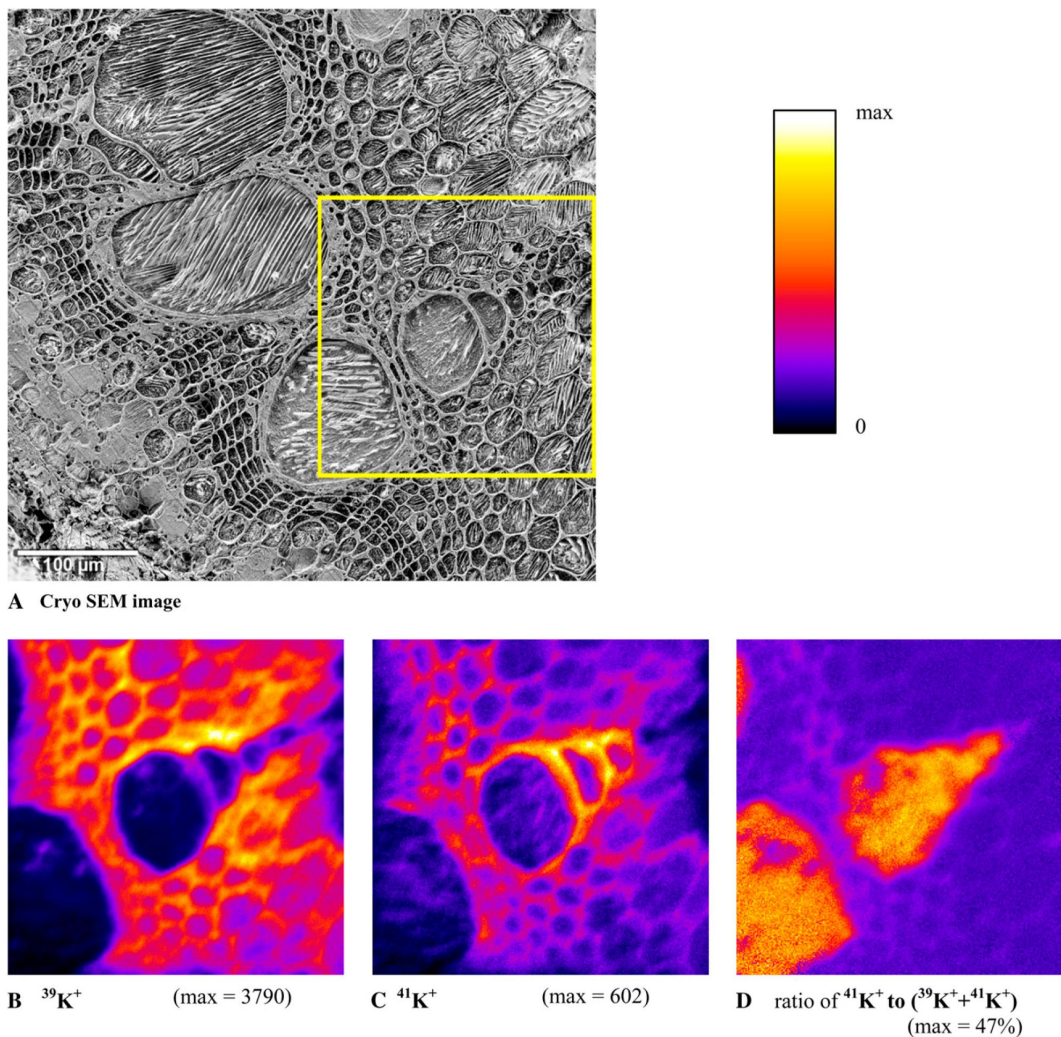 max
0
100 µm
A Cryo SEM image
B ³⁹K⁺ (max = 3790)
C ⁴¹K⁺ (max = 602)
D ratio of ⁴¹K⁺ to (³⁹K⁺+⁴¹K⁺)
(max = 47%)